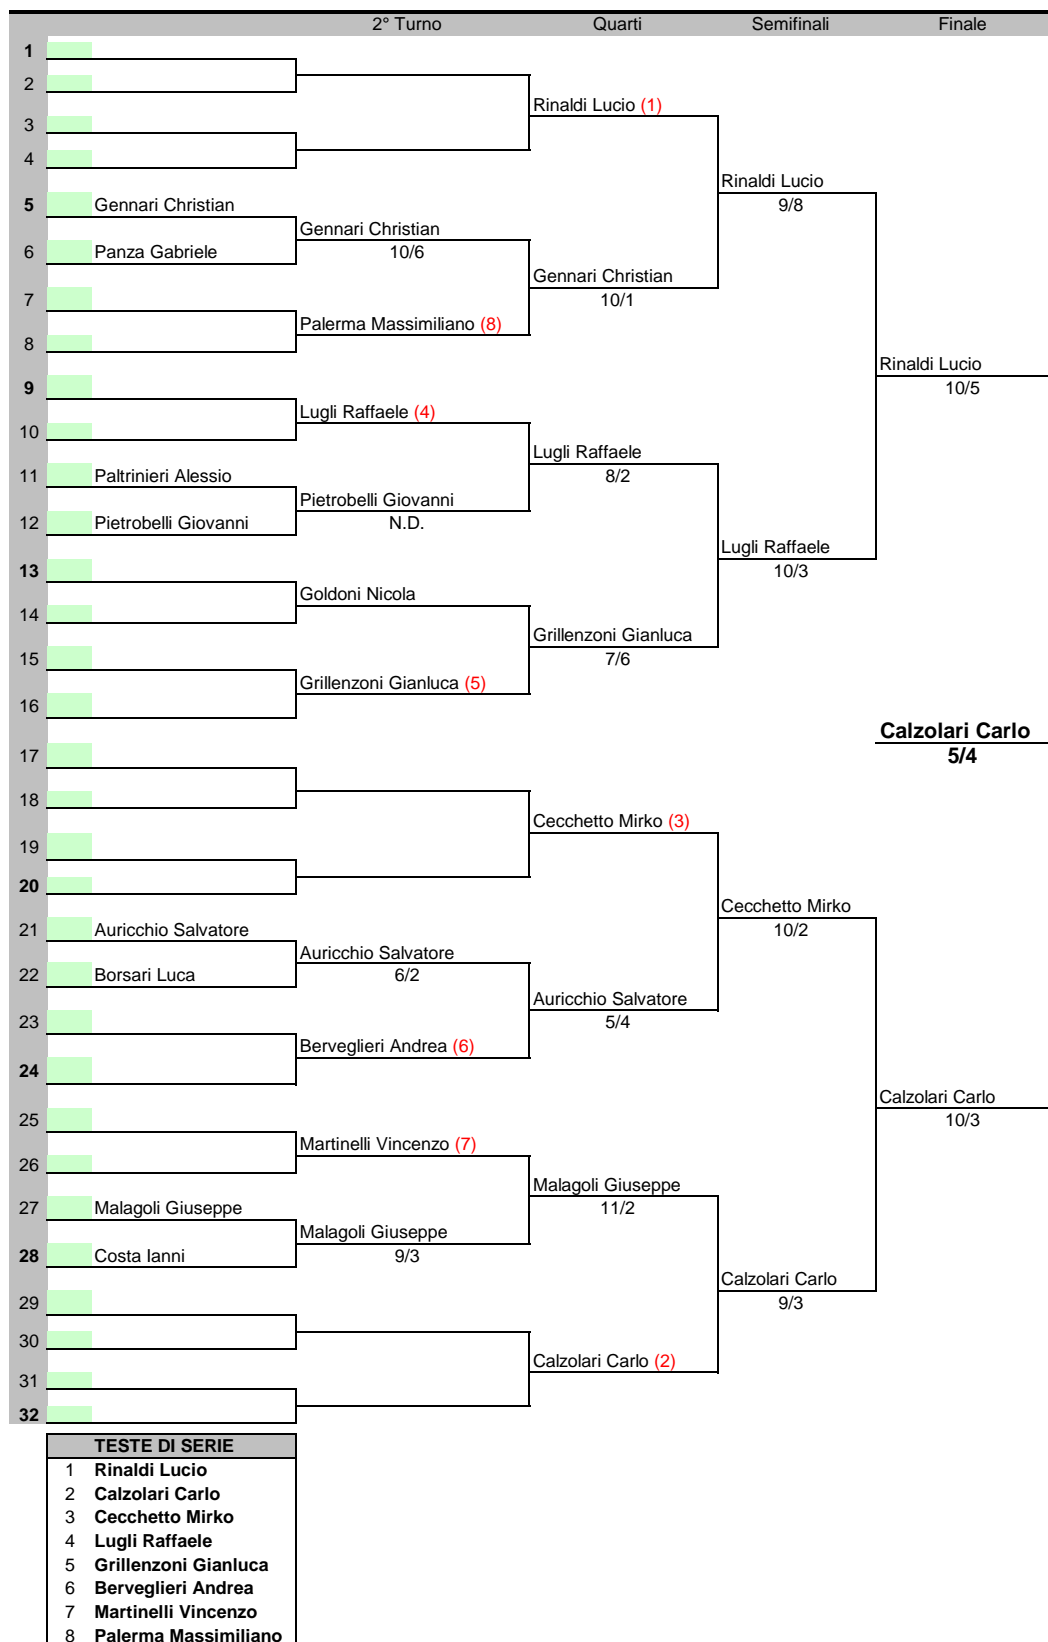 2° Turno Quarti Semifinali Finale
1
2
Rinaldi Lucio (1)
3
4
Rinaldi Lucio
5 Gennari Christian 9/8
Gennari Christian
6 Panza Gabriele 10/6
Gennari Christian
7 10/1
Palerma Massimiliano (8)
8
Rinaldi Lucio
9 10/5
Lugli Raffaele (4)
10
Lugli Raffaele
11 Paltrinieri Alessio 8/2
Pietrobelli Giovanni
12 Pietrobelli Giovanni N.D.
Lugli Raffaele
13 10/3
Goldoni Nicola
14
Grillenzoni Gianluca
15 7/6
Grillenzoni Gianluca (5)
16
Calzolari Carlo
17 5/4
18
Cecchetto Mirko (3)
19
20
Cecchetto Mirko
21 Auricchio Salvatore 10/2
Auricchio Salvatore
22 Borsari Luca 6/2
Auricchio Salvatore
23 5/4
Berveglieri Andrea (6)
24
Calzolari Carlo
25 10/3
Martinelli Vincenzo (7)
26
Malagoli Giuseppe
27 Malagoli Giuseppe 11/2
Malagoli Giuseppe
28 Costa Ianni 9/3
Calzolari Carlo
29 9/3
30
Calzolari Carlo (2)
31
32
TESTE DI SERIE
1 Rinaldi Lucio
2 Calzolari Carlo
3 Cecchetto Mirko
4 Lugli Raffaele
5 Grillenzoni Gianluca
6 Berveglieri Andrea
7 Martinelli Vincenzo
8 Palerma Massimiliano